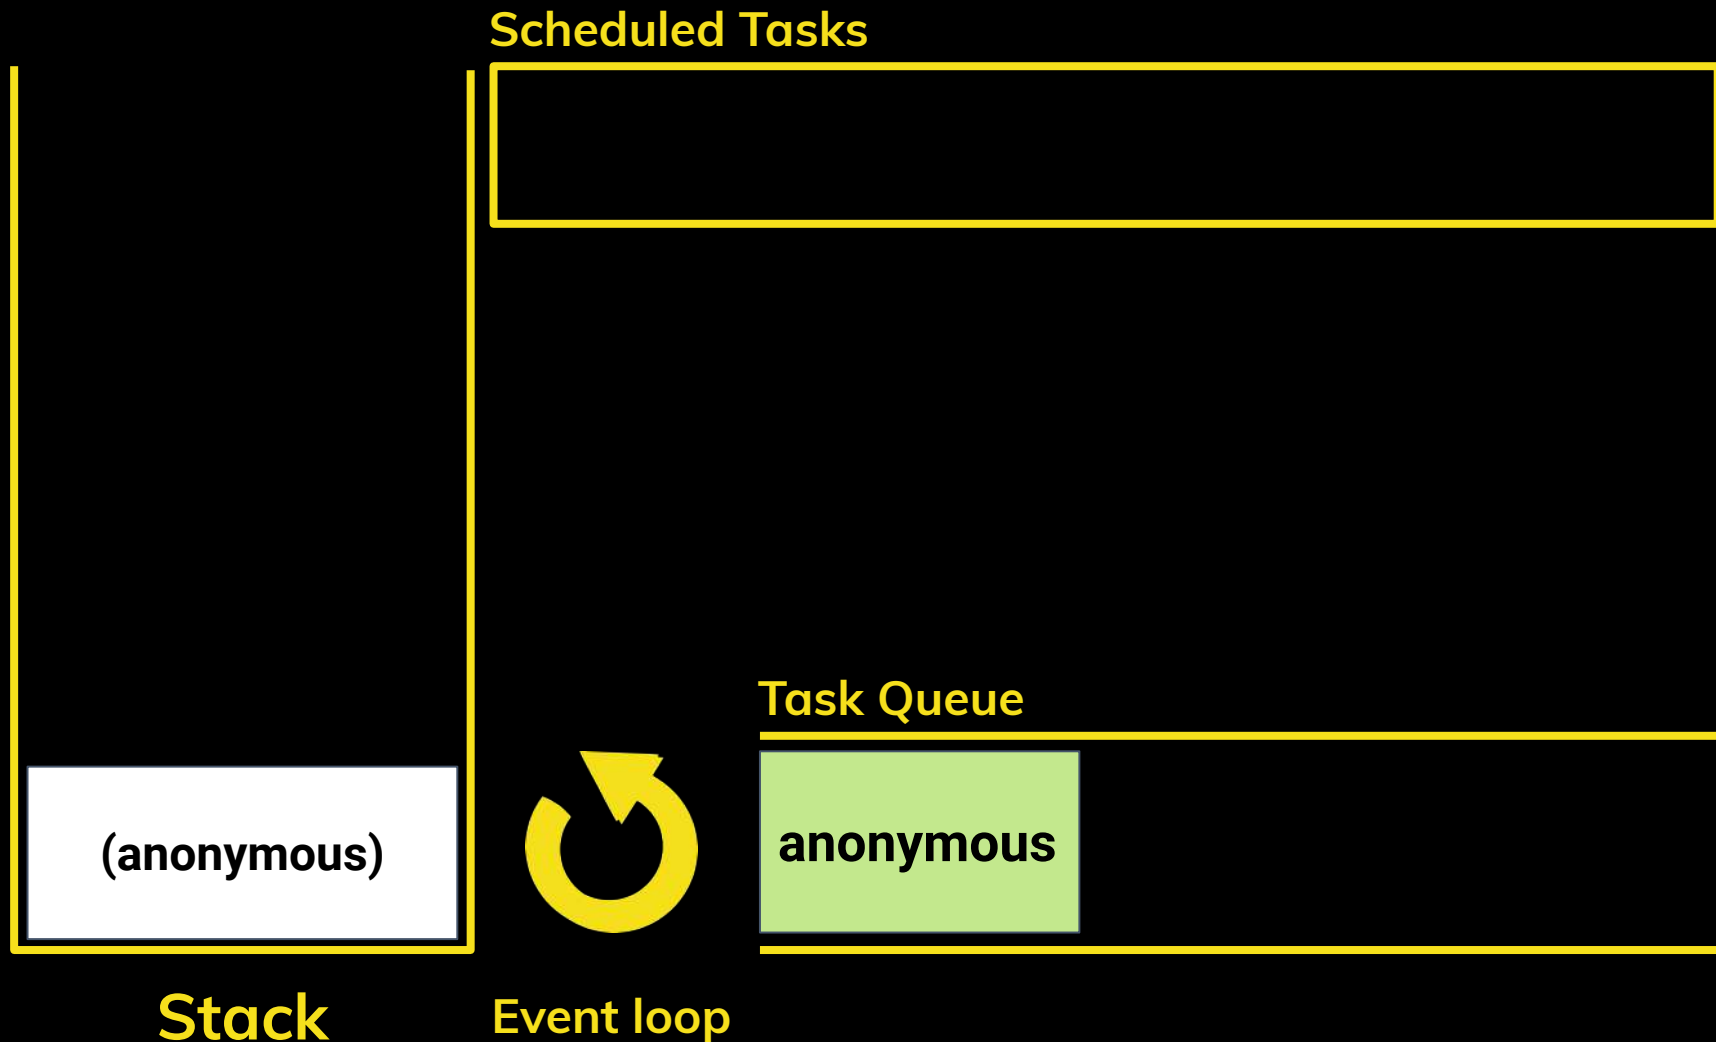 Scheduled Tasks
Task Queue
(anonymous)
anonymous
Stack
Event loop